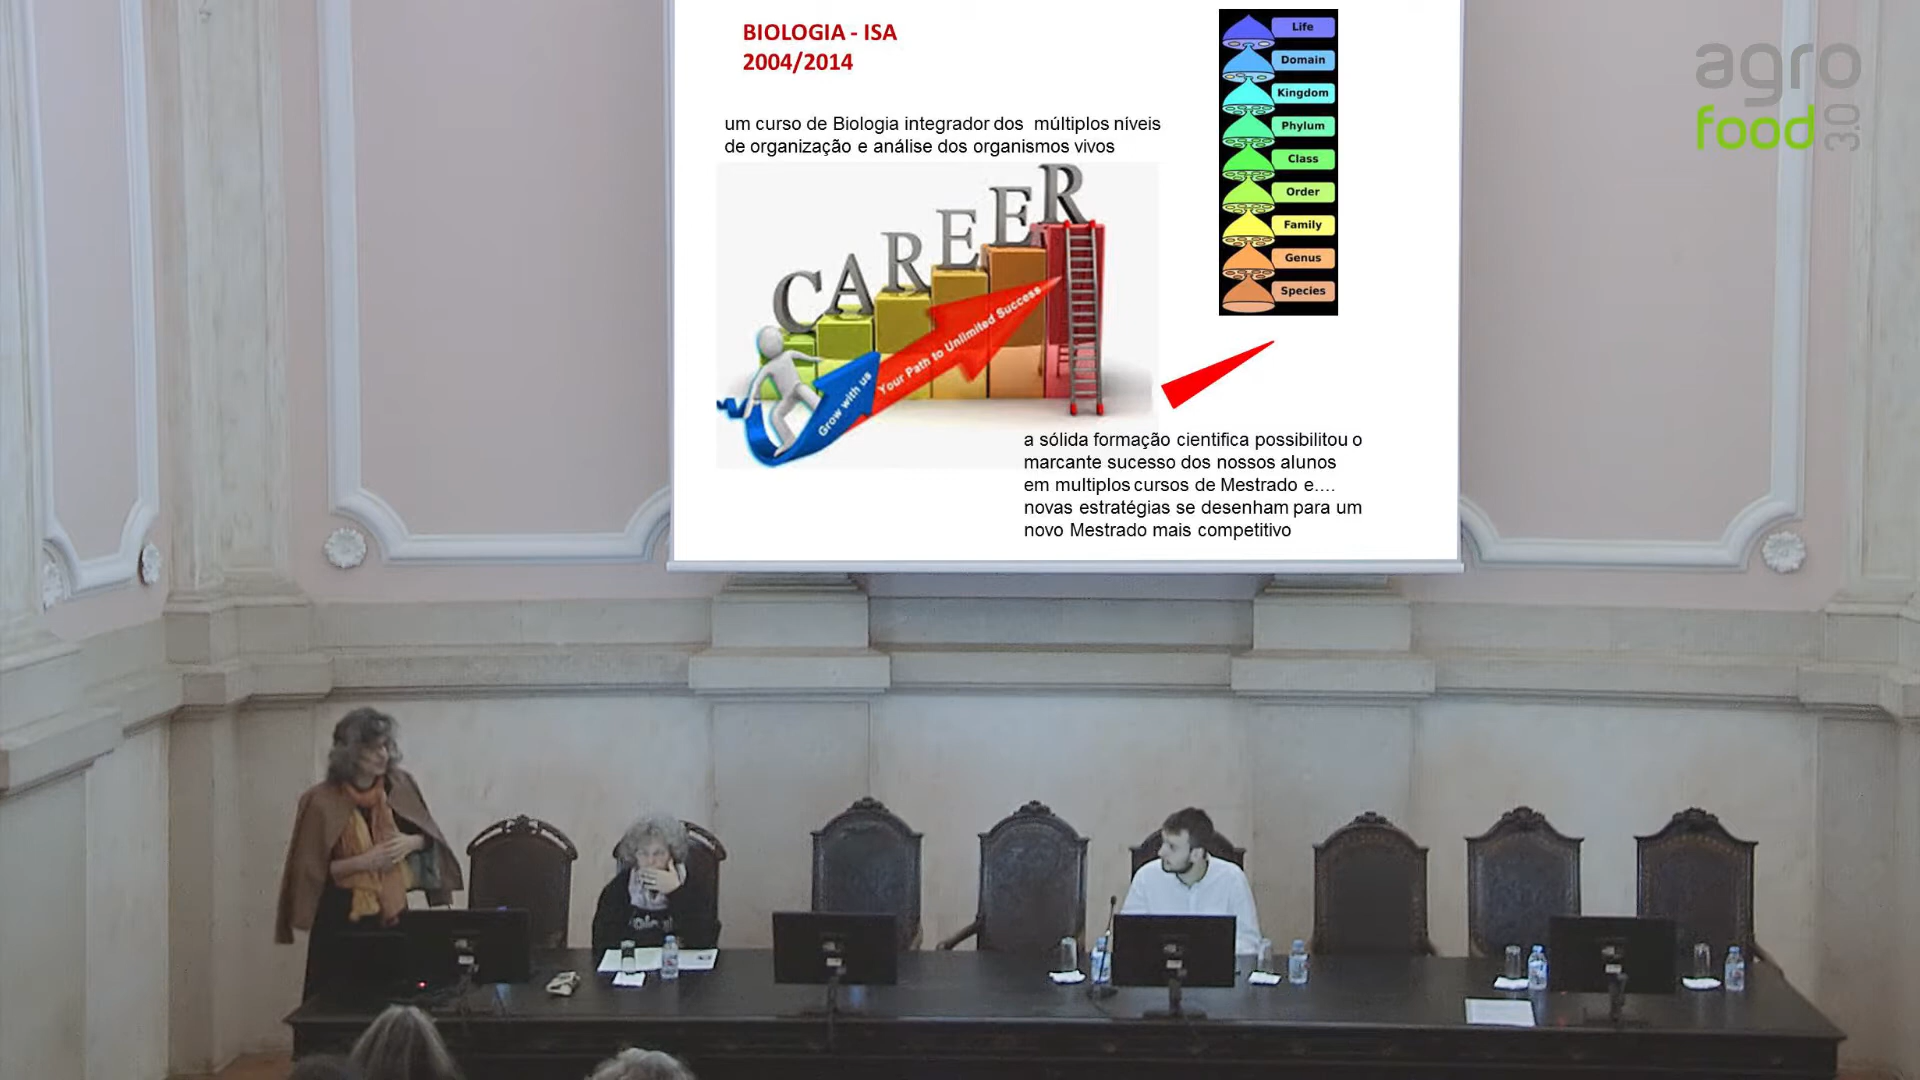 BIOLOGIA - ISA
2004/2014
um curso de Biologia integrador dos múltiplos níveis
de organização e análise dos organismos vivos
CAREER
Grow with us
Your Path to Unlimited Success
Life
Domain
Kingdom
Phylum
Class
Order
Family
Genus
Species
a sólida formação cientifica possibilitou o
marcante sucesso dos nossos alunos
em multiplos cursos de Mestrado e....
novas estratégias se desenham para um
novo Mestrado mais competitivo
agro
food
3.0